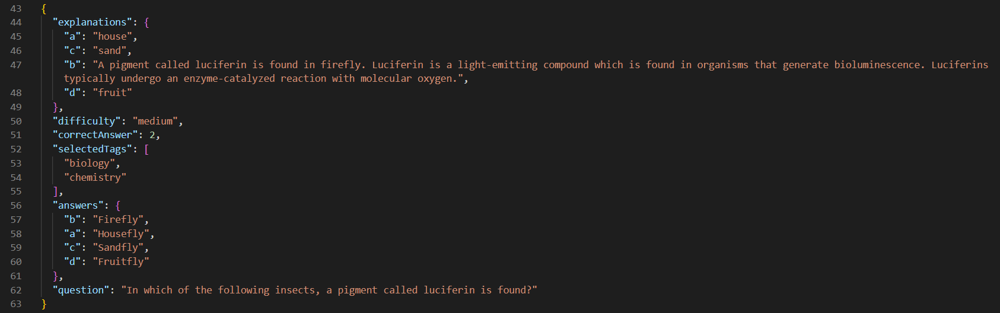 43 {
44 "explanations": {
45 "a": "house",
46 "c": "sand",
47 "b": "A pigment called luciferin is found in firefly. Luciferin is a light-emitting compound which is found in organisms that generate bioluminescence. Luciferins
typically undergo an enzyme-catalyzed reaction with molecular oxygen.",
48 "d": "fruit"
49 },
50 "difficulty": "medium",
51 "correctAnswer": 2,
52 "selectedTags": [
53 "biology",
54 "chemistry"
55 ],
56 "answers": {
57 "b": "Firefly",
58 "a": "Housefly",
59 "c": "Sandfly",
60 "d": "Fruitfly"
61 },
62 "question": "In which of the following insects, a pigment called luciferin is found?"
63 }